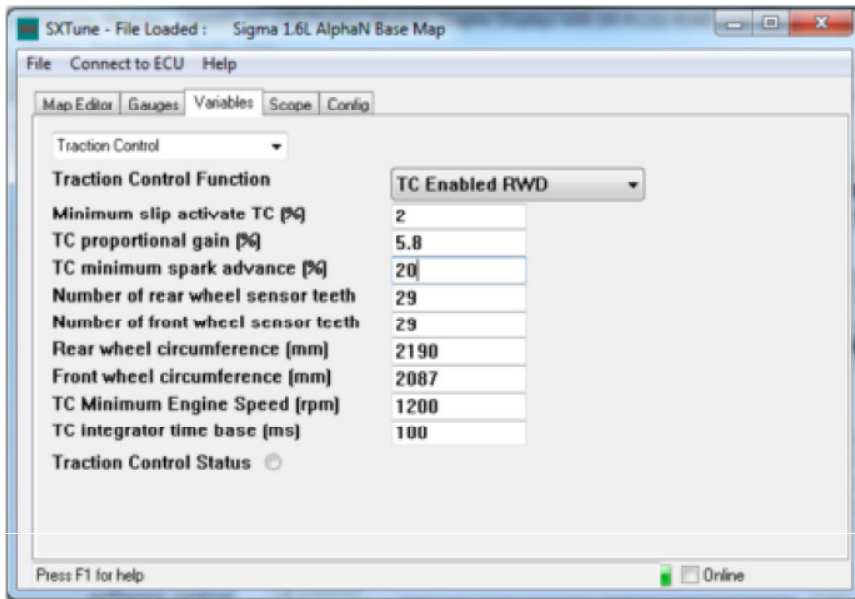 SXTune - File Loaded : Sigma 1.6L AlphaN Base Map
File Connect to ECU Help
Map Editor Gauges Variables Scope Config
Traction Control
Traction Control Function TC Enabled RWD
Minimum slip activate TC (%) 2
TC proportional gain (%) 5.8
TC minimum spark advance (%) 20
Number of rear wheel sensor teeth 29
Number of front wheel sensor teeth 29
Rear wheel circumference (mm) 2190
Front wheel circumference (mm) 2087
TC Minimum Engine Speed (rpm) 1200
TC integrator time base (ms) 100
Traction Control Status
Press F1 for help Online